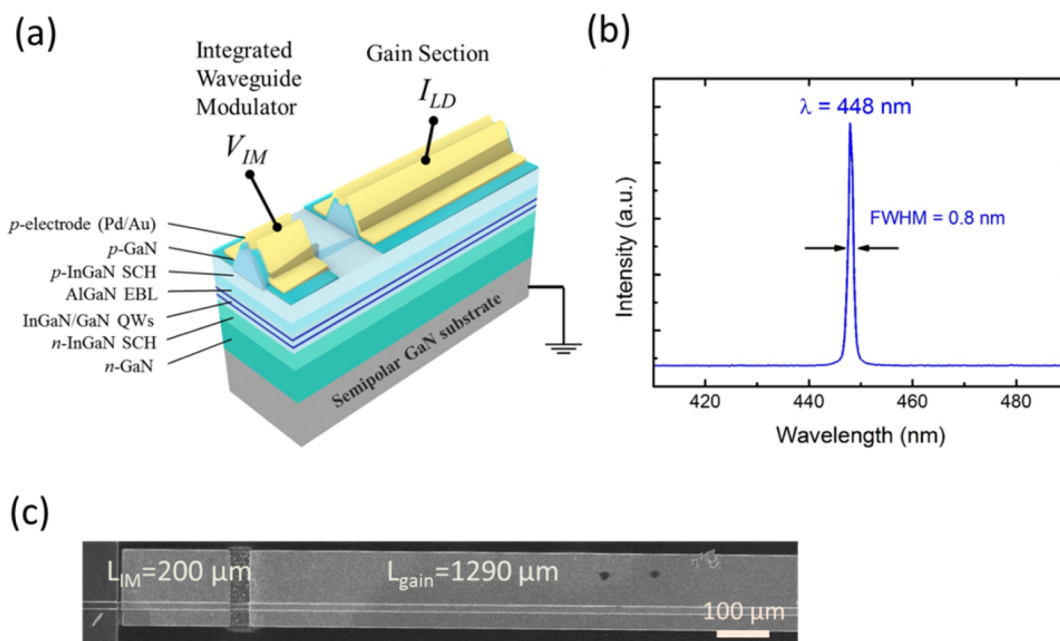 (a)
Integrated
Waveguide
Modulator
V_IM
Gain Section
I_LD
p-electrode (Pd/Au)
p-GaN
p-InGaN SCH
AlGaN EBL
InGaN/GaN QWs
n-InGaN SCH
n-GaN
Semipolar GaN substrate
(b)
λ = 448 nm
FWHM = 0.8 nm
Intensity (a.u.)
420 440 460 480
Wavelength (nm)
(c)
L_IM=200 μm
L_gain=1290 μm
100 μm